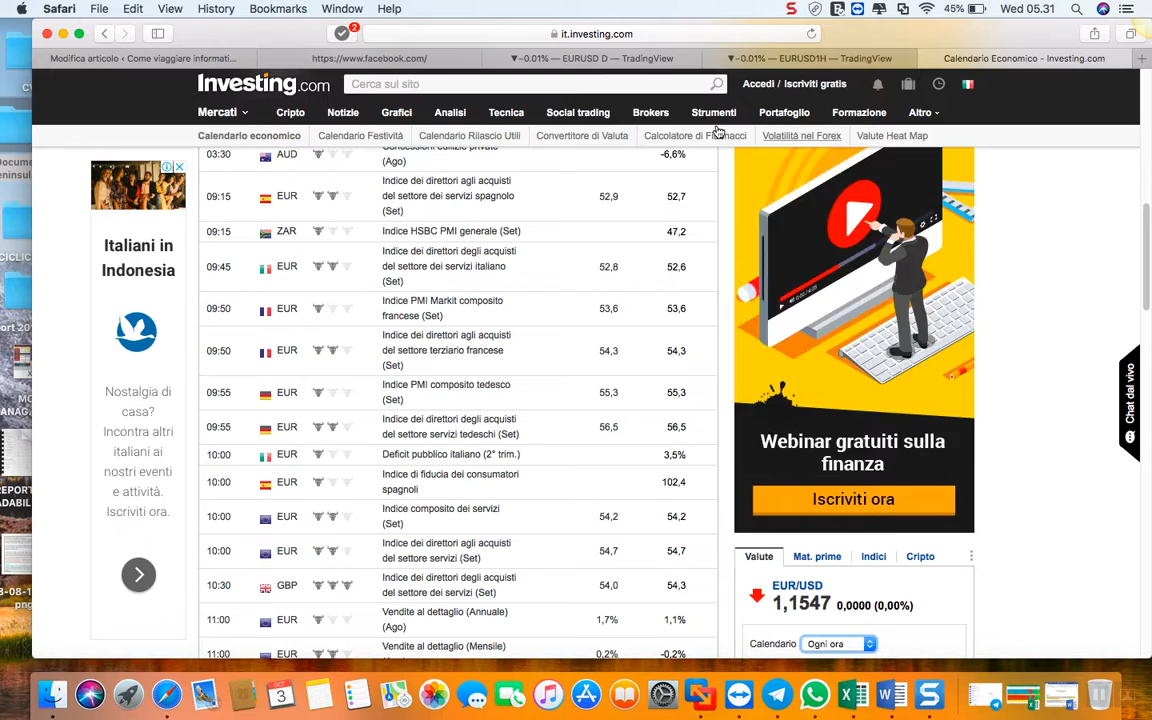 Safari File Edit View History Bookmarks Window Help 45% Wed 05.31
2 it.investing.com
Modifica articolo ‹ Come viaggiare informati... https://www.facebook.com/ ▼−0.01% — EURUSD D — TradingView ▼−0.01% — EURUSD1H — TradingView Calendario Economico - Investing.com
Investing.com Cerca sul sito Accedi / Iscriviti gratis
Mercati Cripto Notizie Grafici Analisi Tecnica Social trading Brokers Strumenti Portafoglio Formazione Altro
Calendario economico Calendario Festività Calendario Rilascio Utili Convertitore di Valuta Calcolatore di Valute Heat Map Volatilità nel Forex
03:30 AUD Concessioni edilizie private -6,6%
(Ago)
09:15 EUR Indice dei direttori agli acquisti
del settore dei servizi spagnolo 52,9 52,7
(Set)
09:15 ZAR Indice HSBC PMI generale (Set) 47,2
09:45 EUR Indice dei direttori degli acquisti
del settore dei servizi italiano 52,8 52,6
(Set)
09:50 EUR Indice PMI Markit composito 53,6 53,6
francese (Set)
09:50 EUR Indice dei direttori agli acquisti
del settore terziario francese 54,3 54,3
(Set)
09:55 EUR Indice PMI composito tedesco 55,3 55,3
(Set)
09:55 EUR Indice dei direttori degli acquisti 56,5 56,5
del settore servizi tedeschi (Set)
10:00 EUR Deficit pubblico italiano (2° trim.) 3,5%
10:00 EUR Indice di fiducia dei consumatori 102,4
spagnoli
10:00 EUR Indice composito dei servizi 54,2 54,2
(Set)
10:00 EUR Indice dei direttori agli acquisti 54,7 54,7
del settore servizi (Set)
10:30 GBP Indice dei direttori degli acquisti 54,0 54,3
del settore dei servizi (Set)
11:00 EUR Vendite al dettaglio (Annuale) 1,7% 1,1%
(Ago)
11:00 EUR Vendite al dettaglio (Mensile) 0,2% -0,2%
Italiani in
Indonesia
Nostalgia di
casa?
Incontra altri
italiani ai
nostri eventi
e attività.
Iscriviti ora.
Webinar gratuiti sulla
finanza
Iscriviti ora
Valute Mat. prime Indici Cripto
EUR/USD
1,1547 0,0000 (0,00%)
Calendario Ogni ora
Chat dal vivo
OCT
3